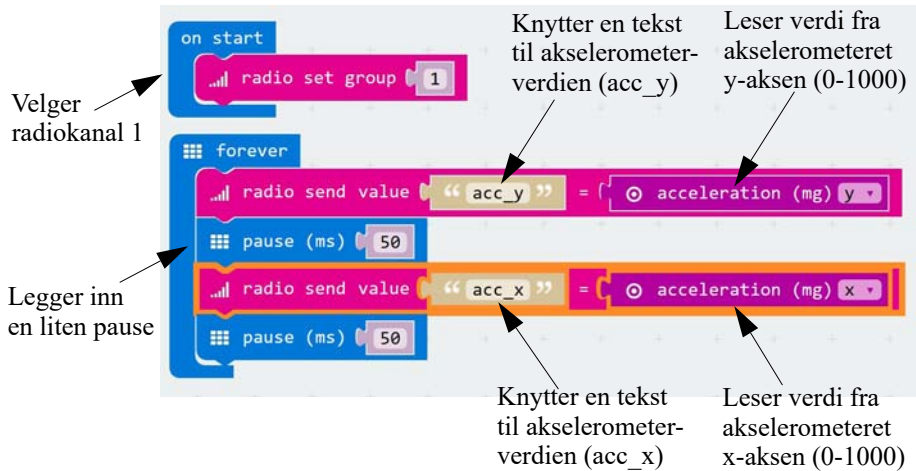 Knytter en tekst
til akselerometer-
verdien (acc_y)
Leser verdi fra
akselerometeret
y-aksen (0-1000)
Velger
radiokanal 1
on start
radio set group 1
forever
radio send value “ acc_y ” = acceleration (mg) y
pause (ms) 50
radio send value “ acc_x ” = acceleration (mg) x
pause (ms) 50
Legger inn
en liten pause
Knytter en tekst
til akselerometer-
verdien (acc_x)
Leser verdi fra
akselerometeret
x-aksen (0-1000)